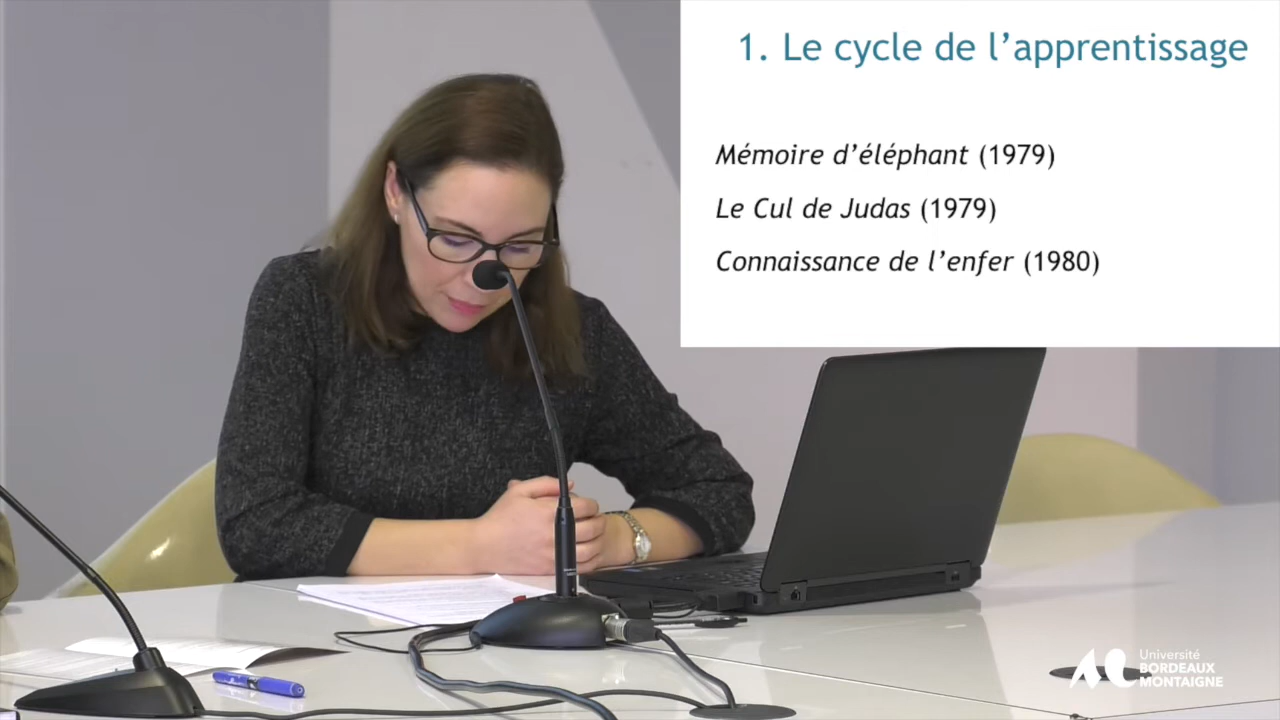 1. Le cycle de l’apprentissage
Mémoire d’éléphant (1979)
Le Cul de Judas (1979)
Connaissance de l’enfer (1980)
Université
BORDEAUX
MONTAIGNE